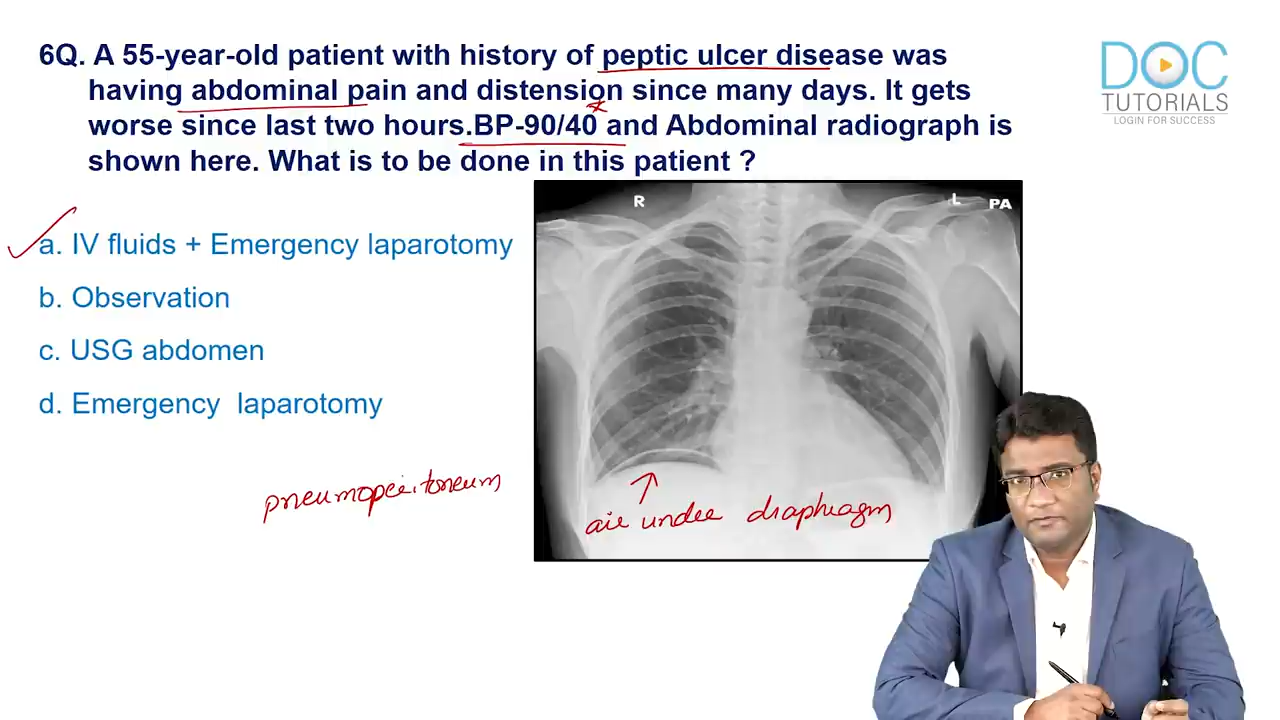 6Q. A 55-year-old patient with history of peptic ulcer disease was
having abdominal pain and distension since many days. It gets
worse since last two hours.BP-90/40 and Abdominal radiograph is
shown here. What is to be done in this patient ?
DOC
TUTORIALS
LOGIN FOR SUCCESS
a. IV fluids + Emergency laparotomy
b. Observation
c. USG abdomen
d. Emergency laparotomy
R
L
PA
pneumoperitoneum
air under diaphragm